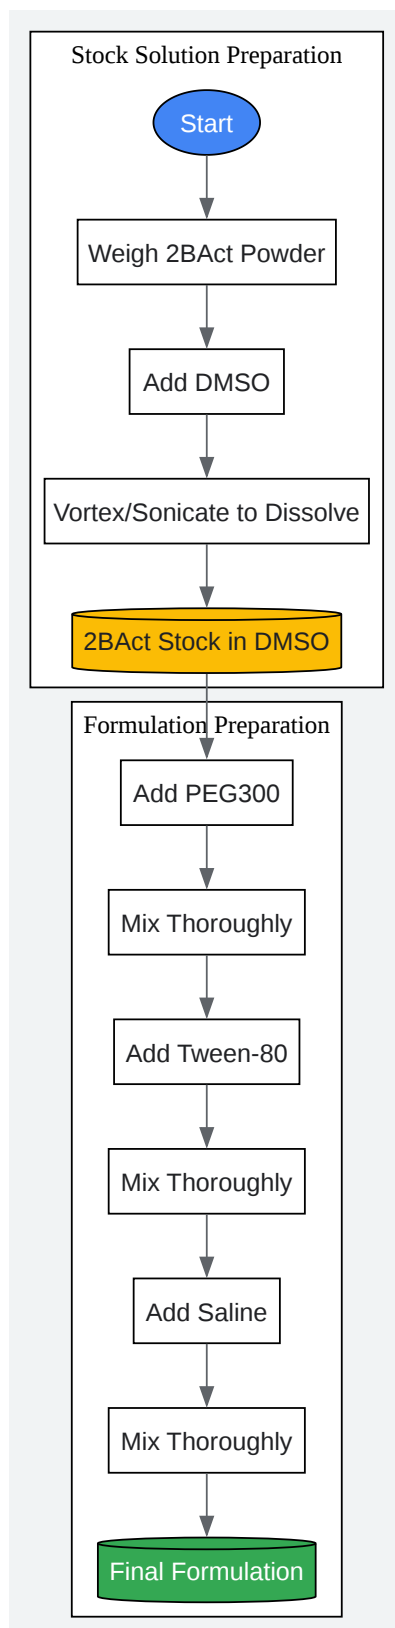 Stock Solution Preparation
Start
Weigh 2BAct Powder
Add DMSO
Vortex/Sonicate to Dissolve
2BAct Stock in DMSO
Formulation Preparation
Add PEG300
Mix Thoroughly
Add Tween-80
Mix Thoroughly
Add Saline
Mix Thoroughly
Final Formulation